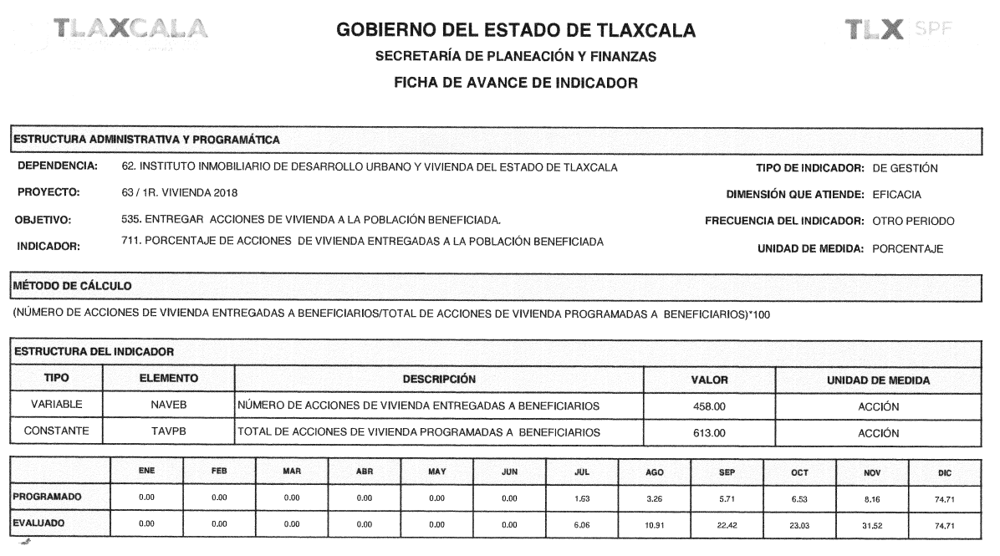 TLAXCALA
TLX SPF
GOBIERNO DEL ESTADO DE TLAXCALA
SECRETARÍA DE PLANEACIÓN Y FINANZAS
FICHA DE AVANCE DE INDICADOR
ESTRUCTURA ADMINISTRATIVA Y PROGRAMÁTICA
DEPENDENCIA: 62. INSTITUTO INMOBILIARIO DE DESARROLLO URBANO Y VIVIENDA DEL ESTADO DE TLAXCALA TIPO DE INDICADOR: DE GESTIÓN
PROYECTO: 63 / 1R. VIVIENDA 2018 DIMENSIÓN QUE ATIENDE: EFICACIA
OBJETIVO: 535. ENTREGAR ACCIONES DE VIVIENDA A LA POBLACIÓN BENEFICIADA. FRECUENCIA DEL INDICADOR: OTRO PERIODO
INDICADOR: 711. PORCENTAJE DE ACCIONES DE VIVIENDA ENTREGADAS A LA POBLACIÓN BENEFICIADA UNIDAD DE MEDIDA: PORCENTAJE
MÉTODO DE CÁLCULO
(NÚMERO DE ACCIONES DE VIVIENDA ENTREGADAS A BENEFICIARIOS/TOTAL DE ACCIONES DE VIVIENDA PROGRAMADAS A BENEFICIARIOS)*100
ESTRUCTURA DEL INDICADOR
TIPO ELEMENTO DESCRIPCIÓN VALOR UNIDAD DE MEDIDA
VARIABLE NAVEB NÚMERO DE ACCIONES DE VIVIENDA ENTREGADAS A BENEFICIARIOS 458.00 ACCIÓN
CONSTANTE TAVPB TOTAL DE ACCIONES DE VIVIENDA PROGRAMADAS A BENEFICIARIOS 613.00 ACCIÓN
ENE FEB MAR ABR MAY JUN JUL AGO SEP OCT NOV DIC
PROGRAMADO 0.00 0.00 0.00 0.00 0.00 0.00 1.63 3.26 5.71 6.53 8.16 74.71
EVALUADO 0.00 0.00 0.00 0.00 0.00 0.00 6.06 10.91 22.42 23.03 31.52 74.71